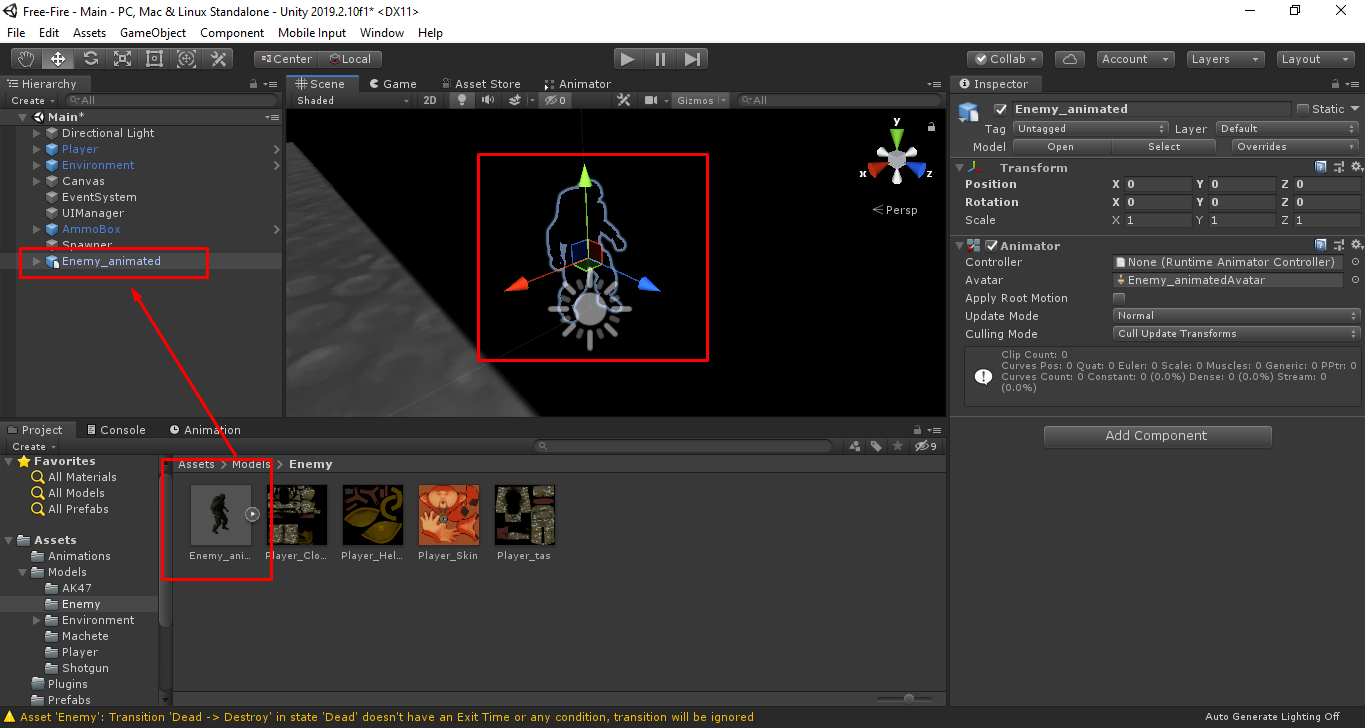 Free-Fire - Main - PC, Mac & Linux Standalone - Unity 2019.2.10f1* <DX11>
File Edit Assets GameObject Component Mobile Input Window Help
Center Local
Collab Account Layers Layout
Hierarchy
Create All
Main*
Directional Light
Player
Environment
Canvas
EventSystem
UIManager
AmmoBox
Spawner
Enemy_animated
Scene Game Asset Store Animator
Shaded 2D 0 Gizmos All
y
x z
Persp
Inspector
Enemy_animated Static
Tag Untagged Layer Default
Model Open Select Overrides
Transform
Position X 0 Y 0 Z 0
Rotation X 0 Y 0 Z 0
Scale X 1 Y 1 Z 1
Animator
Controller None (Runtime Animator Controller)
Avatar Enemy_animatedAvatar
Apply Root Motion
Update Mode Normal
Culling Mode Cull Update Transforms
Clip Count: 0
Curves Pos: 0 Quat: 0 Euler: 0 Scale: 0 Muscles: 0 Generic: 0 PPtr: 0
Curves Count: 0 Constant: 0 (0.0%) Dense: 0 (0.0%) Stream: 0
(0.0%)
Add Component
Project Console Animation
Create 9
Favorites
All Materials
All Models
All Prefabs
Assets
Animations
Models
AK47
Enemy
Environment
Machete
Player
Shotgun
Plugins
Prefabs
Assets > Models > Enemy
Enemy_ani... Player_Clo... Player_Hel... Player_Skin Player_tas
Asset 'Enemy': Transition 'Dead -> Destroy' in state 'Dead' doesn't have an Exit Time or any condition, transition will be ignored
Auto Generate Lighting Off